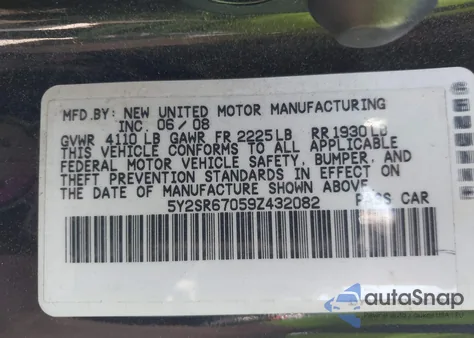 MFD.BY: NEW UNITED MOTOR MANUFACTURING
INC. 06/08
GVWR 4110 LB GAWR FR 2225LB RR 1930LB
THIS VEHICLE CONFORMS TO ALL APPLICABLE
FEDERAL MOTOR VEHICLE SAFETY, BUMPER, AND
THEFT PREVENTION STANDARDS IN EFFECT ON
THE DATE OF MANUFACTURE SHOWN ABOVE.
5Y2SR67059Z432082 PASS CAR
autoSnap